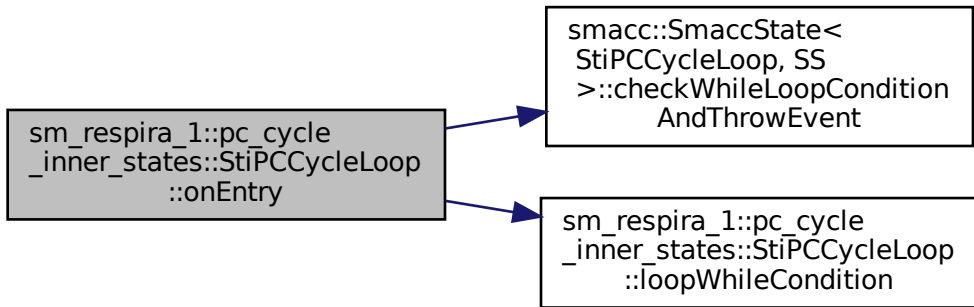 sm_respira_1::pc_cycle
_inner_states::StiPCCycleLoop
::onEntry
smacc::SmaccState<
StiPCCycleLoop, SS
>::checkWhileLoopCondition
AndThrowEvent
sm_respira_1::pc_cycle
_inner_states::StiPCCycleLoop
::loopWhileCondition